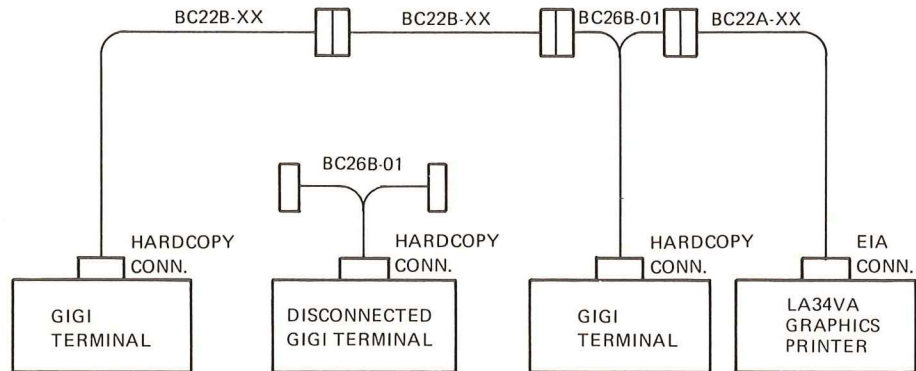 BC22B-XX
BC22B-XX
BC26B-01
BC22A-XX
BC26B-01
HARDCOPY
CONN.
HARDCOPY
CONN.
HARDCOPY
CONN.
EIA
CONN.
GIGI
TERMINAL
DISCONNECTED
GIGI TERMINAL
GIGI
TERMINAL
LA34VA
GRAPHICS
PRINTER